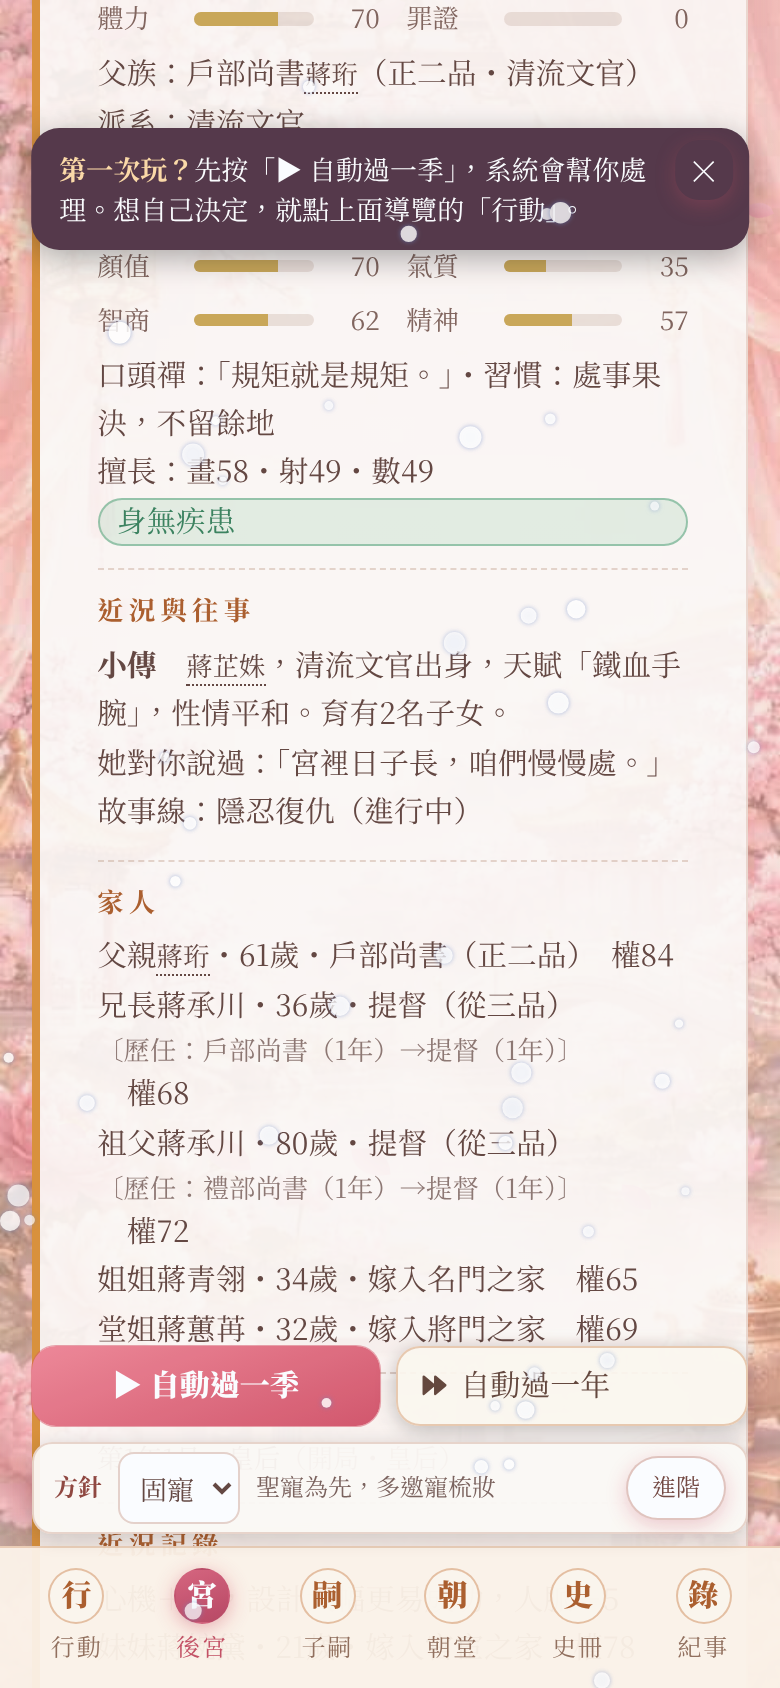 體力 70 罪證 0
父族：戶部尚書蔣珩（正二品・清流文官）
派系：清流文官
第一次玩？先按「▶ 自動過一季」，系統會幫你處
理。想自己決定，就點上面導覽的「行動」。
顏值 70 氣質 35
智商 62 精神 57
口頭禪：「規矩就是規矩。」・習慣：處事果
決，不留餘地
擅長：畫58・射49・數49
身無疾患
近況與往事
小傳 蔣芷姝，清流文官出身，天賦「鐵血手
腕」，性情平和。育有2名子女。
她對你說過：「宮裡日子長，咱們慢慢處。」
故事線：隱忍復仇（進行中）
家人
父親蔣珩・61歲・戶部尚書（正二品） 權84
兄長蔣承川・36歲・提督（從三品）
〔歷任：戶部尚書（1年）→提督（1年）〕
權68
祖父蔣承川・80歲・提督（從三品）
〔歷任：禮部尚書（1年）→提督（1年）〕
權72
姐姐蔣青翎・34歲・嫁入名門之家 權65
堂姐蔣蕙苒・32歲・嫁入將門之家 權69
▶ 自動過一季 自動過一年
方針 固寵 聖寵為先，多邀寵梳妝 進階
近況記錄
行 宮 嗣 朝 史 錄
行動 後宮 子嗣 朝堂 史冊 紀事